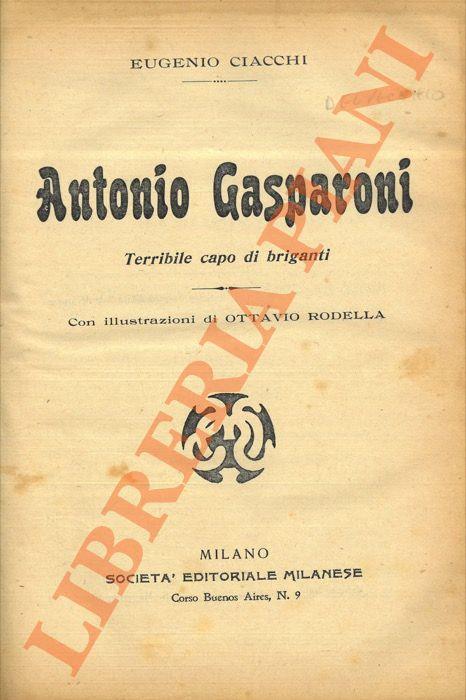 EUGENIO CIACCHI
Antonio Gasparoni
Terribile capo di briganti
Con illustrazioni di OTTAVIO RODELLA
MILANO
SOCIETA' EDITORIALE MILANESE
Corso Buenos Aires, N. 9
LIBRERIA PIANI